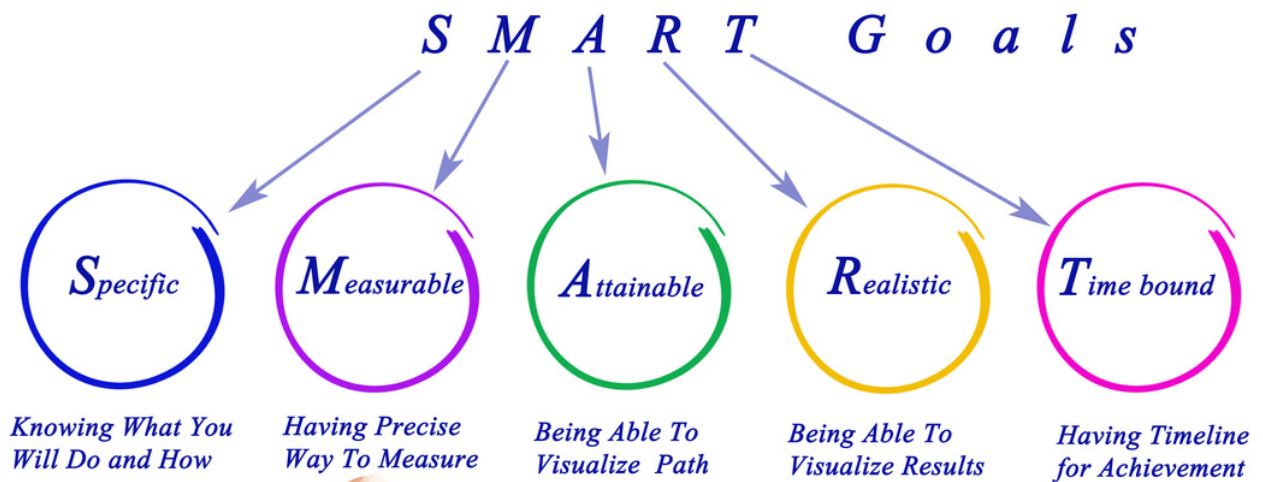 SMART Goals
Specific
Measurable
Attainable
Realistic
Time bound
Knowing What You
Will Do and How
Having Precise
Way To Measure
Being Able To
Visualize Path
Being Able To
Visualize Results
Having Timeline
for Achievement